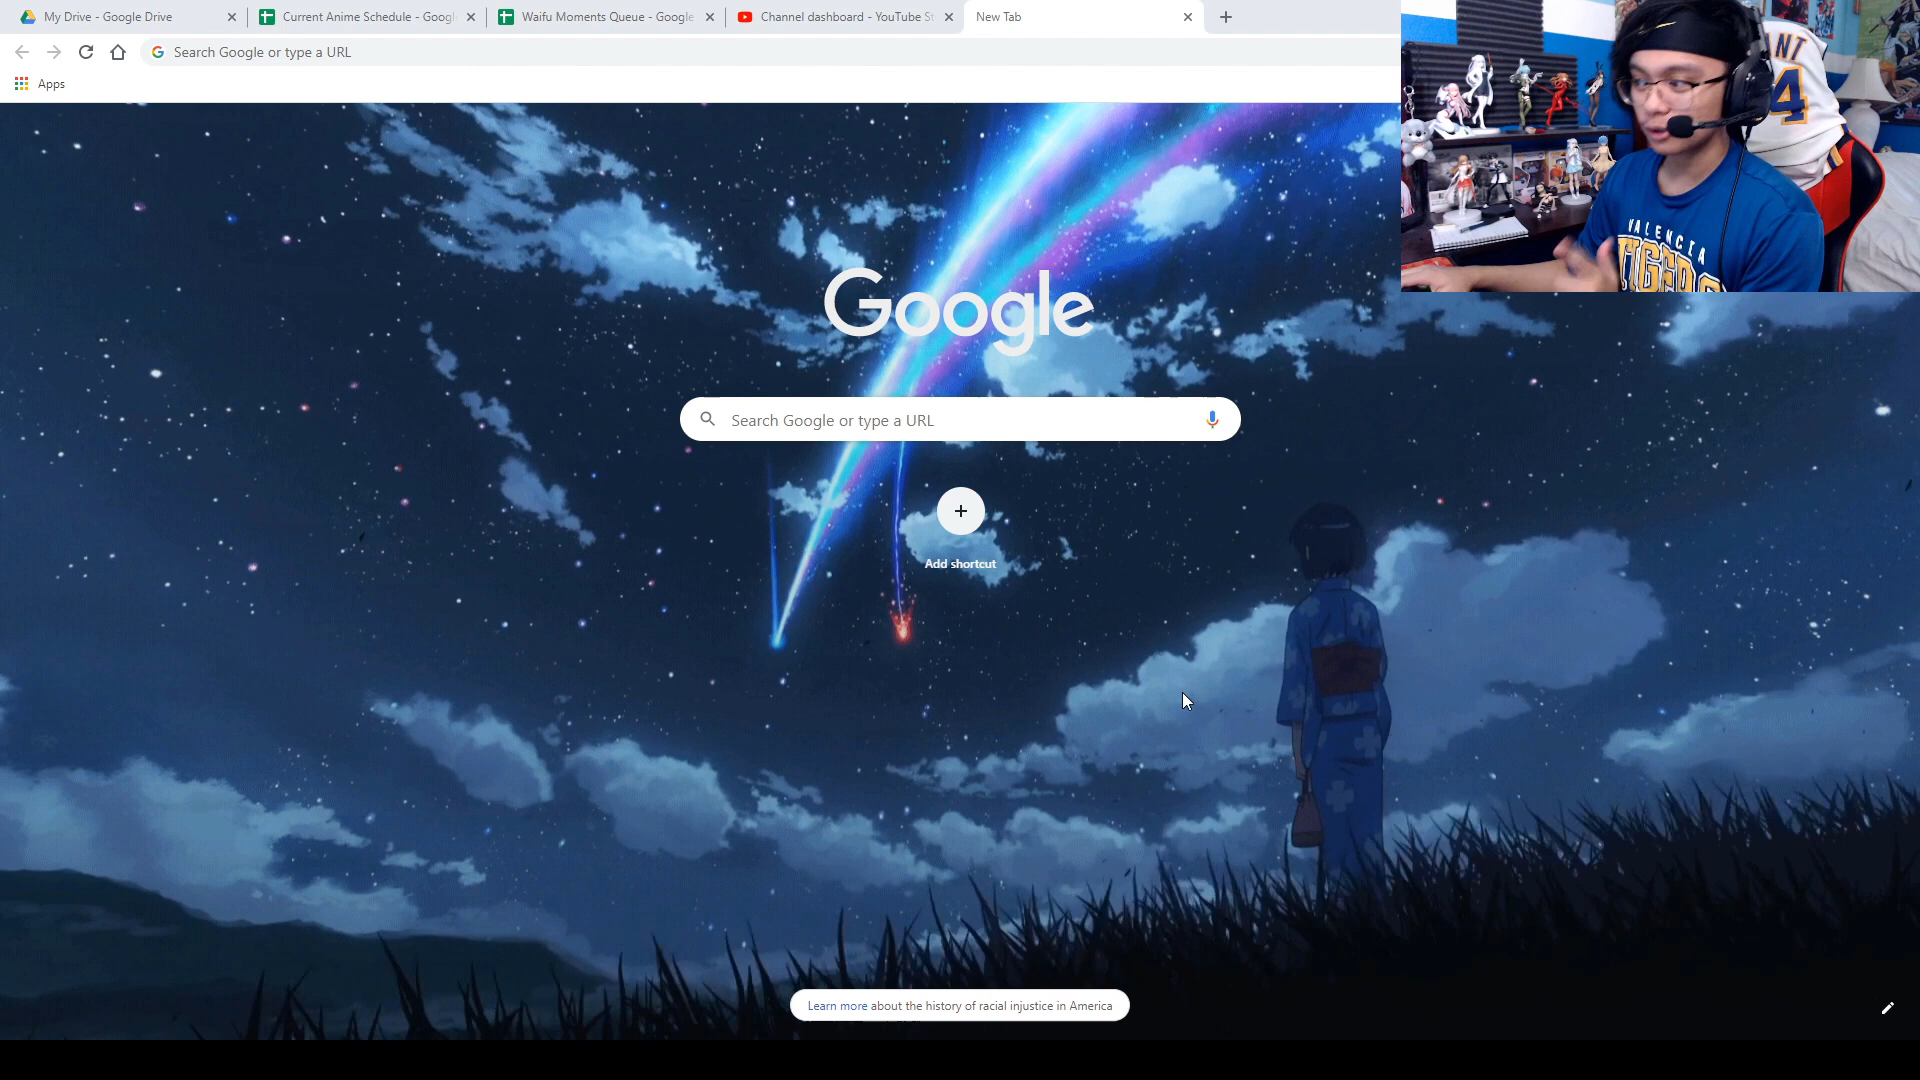 My Drive - Google Drive
Current Anime Schedule - Googl
Waifu Moments Queue - Google
Channel dashboard - YouTube St
New Tab
Search Google or type a URL
Apps
NT
4
VALENCIA
TIGERS
Google
Search Google or type a URL
Add shortcut
Learn more about the history of racial injustice in America